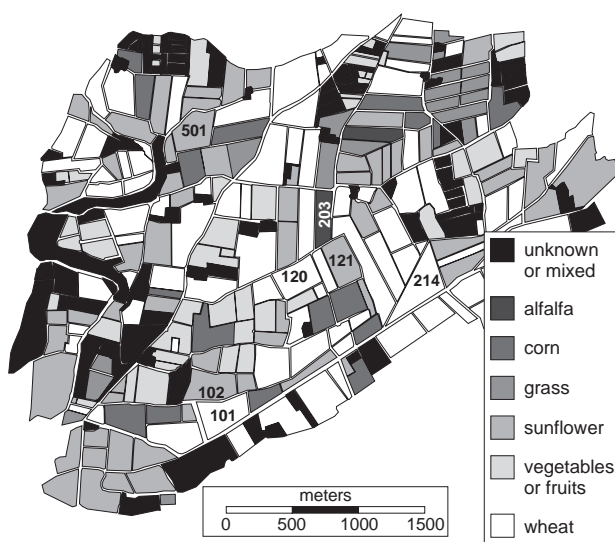 501
203
120
121
214
102
101
unknown
or mixed
alfalfa
corn
grass
sunflower
vegetables
or fruits
wheat
meters
0 500 1000 1500